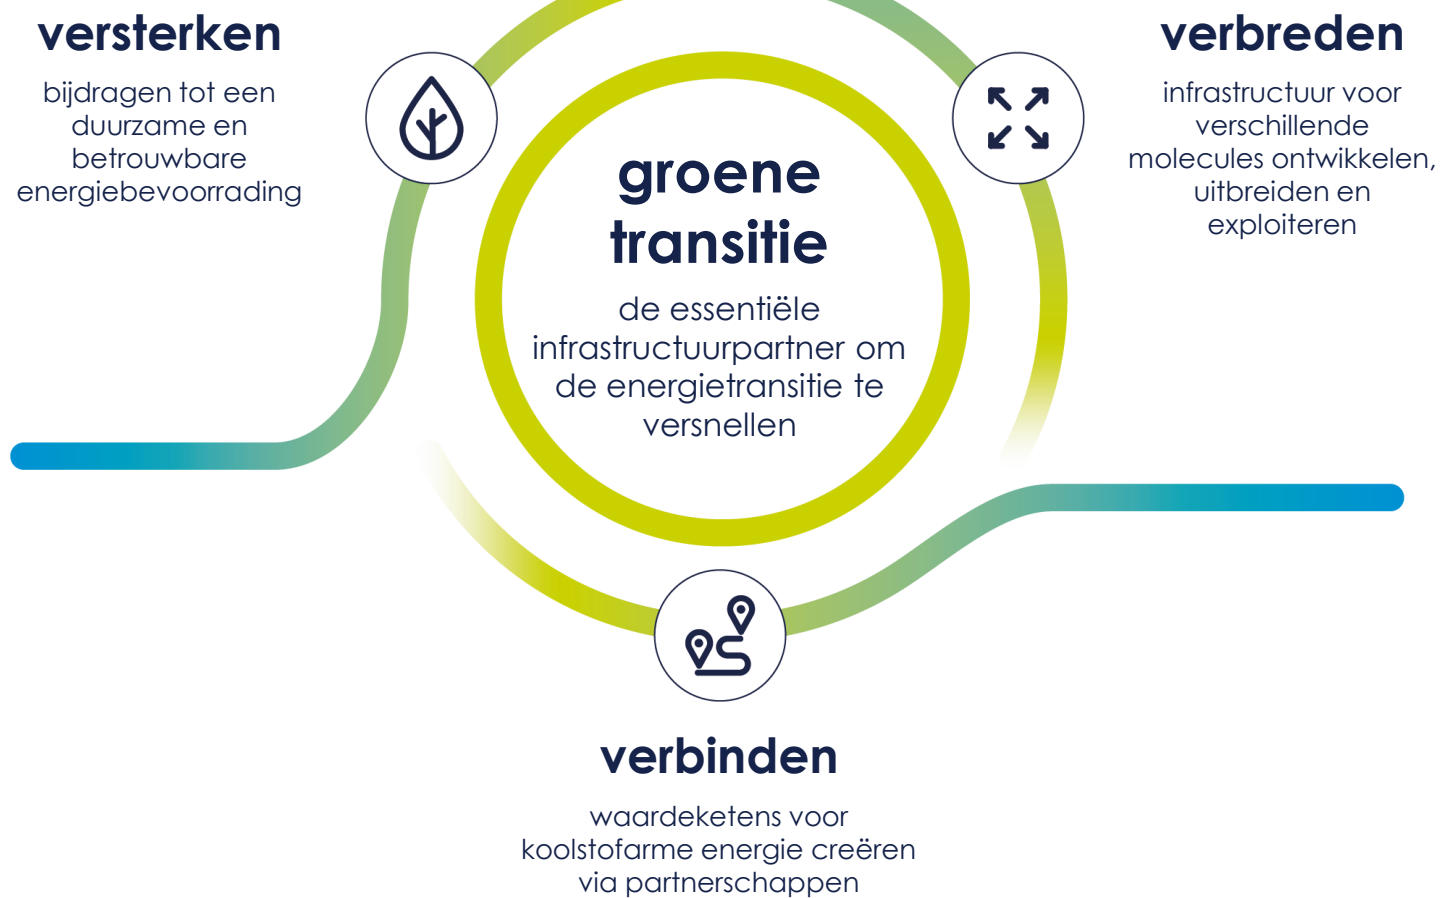 versterken
bijdragen tot een
duurzame en
betrouwbare
energiebevoorrading
groene
transitie
de essentiële
infrastructuurpartner om
de energietransitie te
versnellen
verbreden
infrastructuur voor
verschillende
molecules ontwikkelen,
uitbreiden en
exploiteren
verbinden
waardeketens voor
koolstofarme energie creëren
via partnerschappen